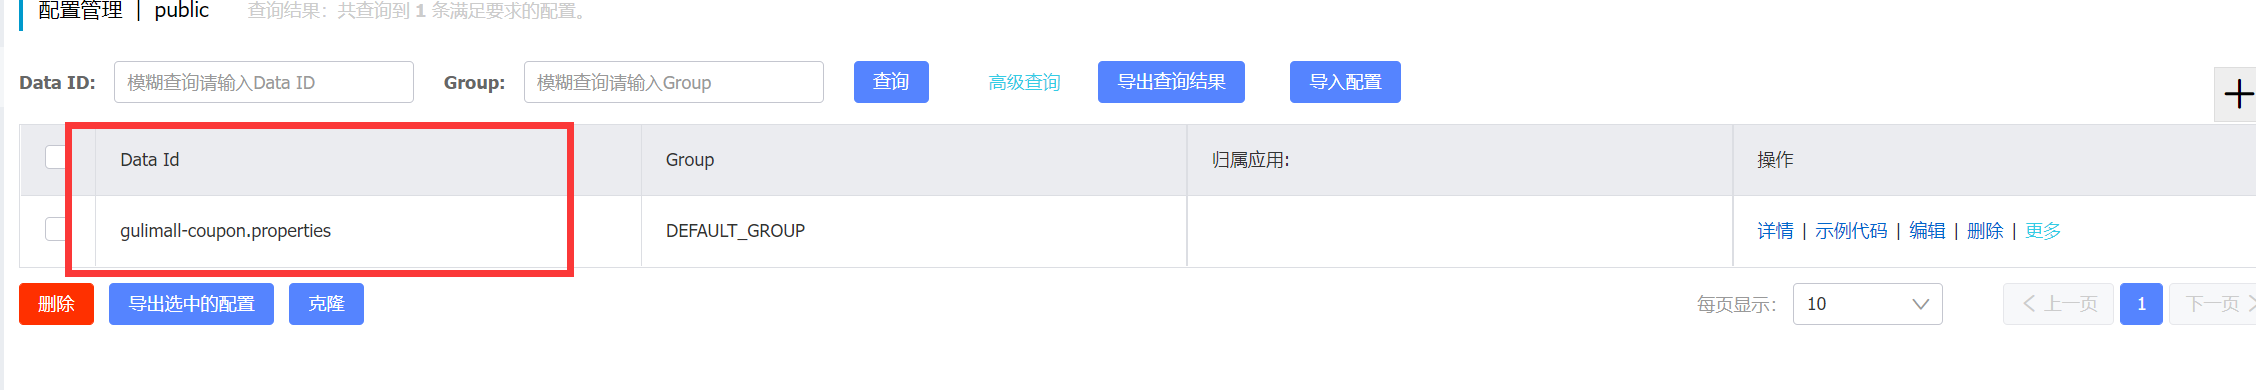 配置管理 | public 查询结果：共查询到 1 条满足要求的配置。
Data ID: 模糊查询请输入Data ID Group: 模糊查询请输入Group 查询 高级查询 导出查询结果 导入配置
Data Id Group 归属应用: 操作
gulimall-coupon.properties DEFAULT_GROUP 详情 | 示例代码 | 编辑 | 删除 | 更多
删除 导出选中的配置 克隆 每页显示: 10 上一页 1 下一页